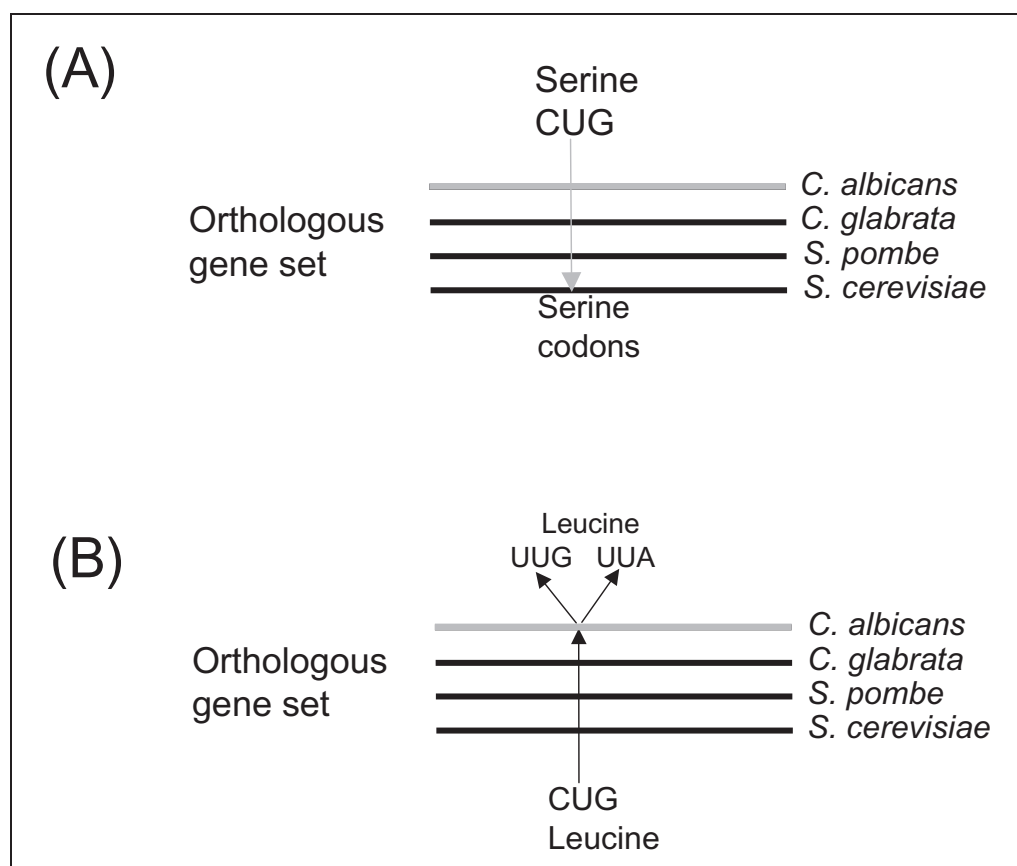 (A)
Serine
CUG
Orthologous
gene set
C. albicans
C. glabrata
S. pombe
S. cerevisiae
Serine
codons
(B)
Leucine
UUG UUA
Orthologous
gene set
C. albicans
C. glabrata
S. pombe
S. cerevisiae
CUG
Leucine